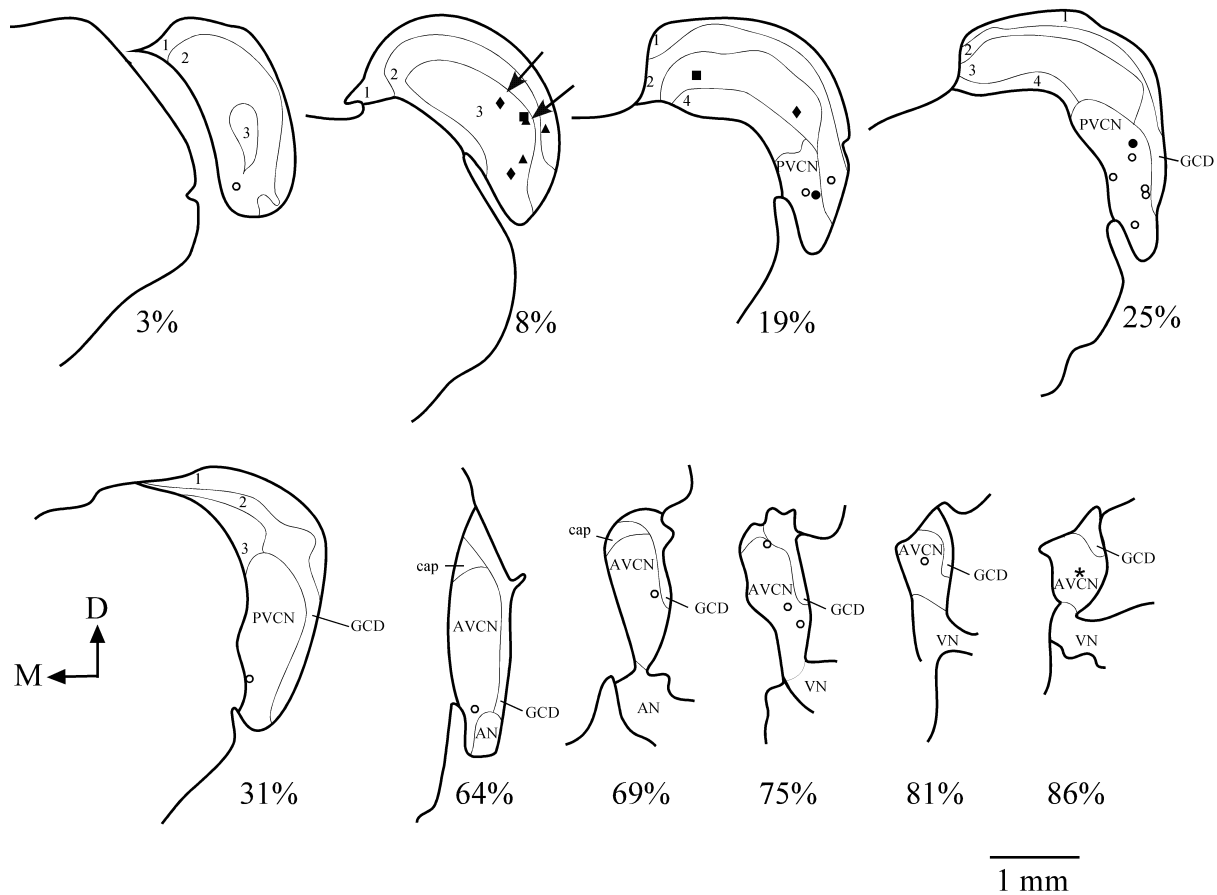 1
2
3
3%
2
1
3
8%
1
2
4
PVCN
19%
1
2
3
4
PVCN
GCD
25%
1
2
3
PVCN
GCD
D
M
31%
cap
AVCN
GCD
AN
64%
cap
AVCN
GCD
AN
69%
AVCN
GCD
VN
75%
AVCN
GCD
VN
81%
GCD
*
AVCN
VN
86%
1 mm